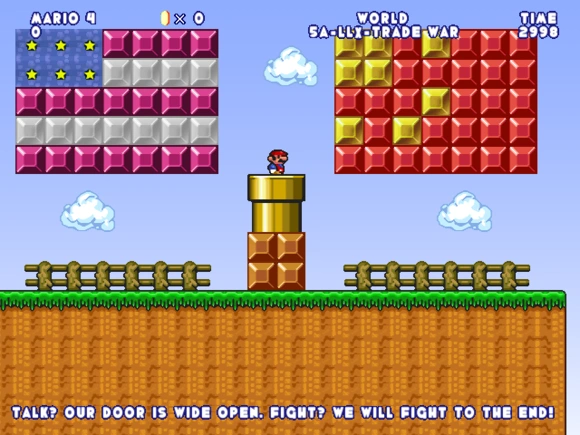 MARIO 4
0
× 0
WORLD
5A-LLX-TRADE WAR
TIME
2998
TALK? OUR DOOR IS WIDE OPEN. FIGHT? WE WILL FIGHT TO THE END!